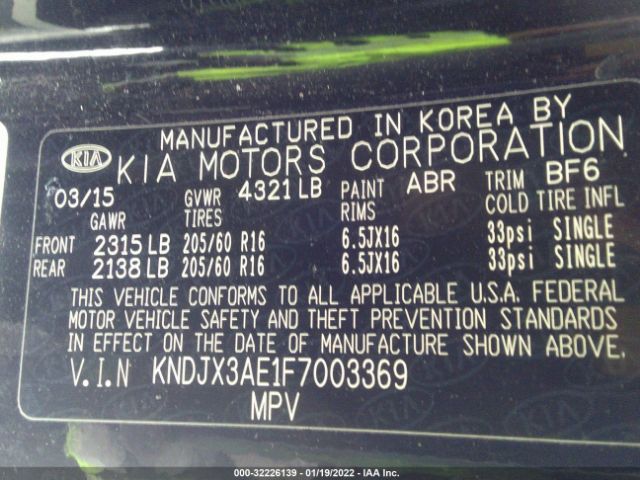 MANUFACTURED IN KOREA BY
KIA KIA MOTORS CORPORATION
03/15 GVWR 4321 LB PAINT ABR TRIM BF6
GAWR TIRES RIMS COLD TIRE INFL
FRONT 2315 LB 205/60 R16 6.5JX16 33psi SINGLE
REAR 2138 LB 205/60 R16 6.5JX16 33psi SINGLE
THIS VEHICLE CONFORMS TO ALL APPLICABLE U.S.A. FEDERAL
MOTOR VEHICLE SAFETY AND THEFT PREVENTION STANDARDS
IN EFFECT ON THE DATE OF MANUFACTURE SHOWN ABOVE.
V.I.N KNDJX3AE1F7003369
MPV
000-32226139 - 01/19/2022 - IAA Inc.